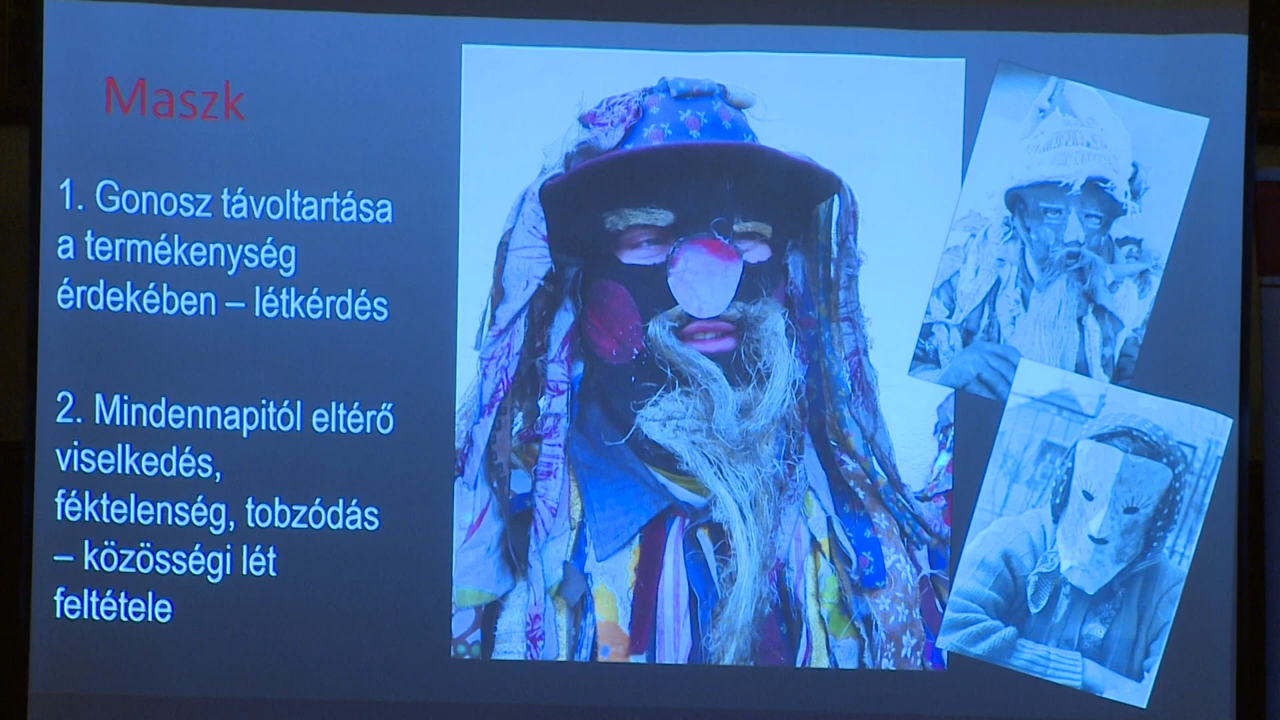 Maszk
1. Gonosz távoltartása
a termékenység
érdekében – létkérdés
2. Mindennapitól eltérő
viselkedés,
féktelenség, tobzódás
– közösségi lét
feltétele